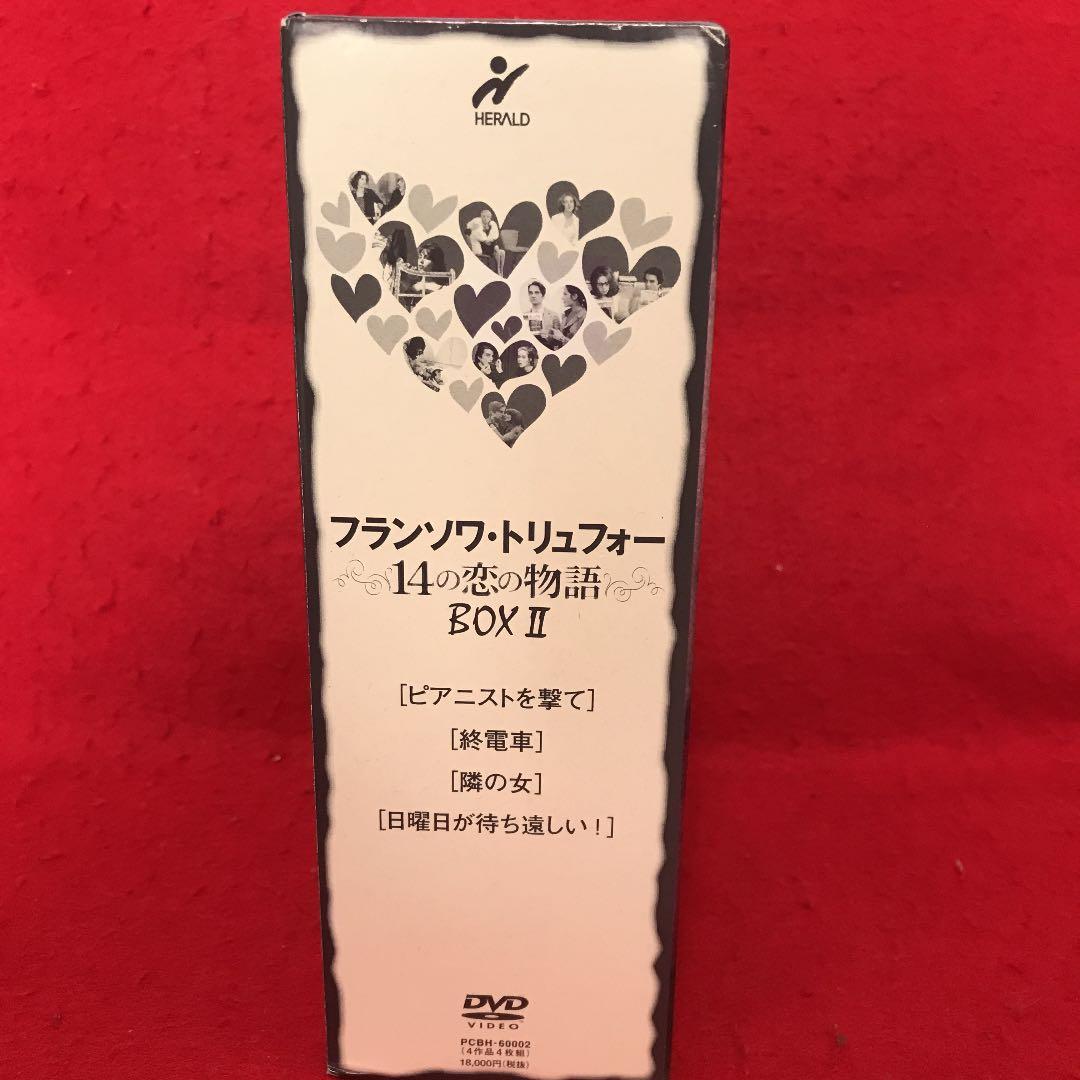 HERALD
フランソワ・トリュフォー
14の恋の物語
BOX II
[ピアニストを撃て]
[終電車]
[隣の女]
[日曜日が待ち遠しい!]
DVD
VIDEO
PCBH-60002
(4作品4枚組)
18,000円(税抜)